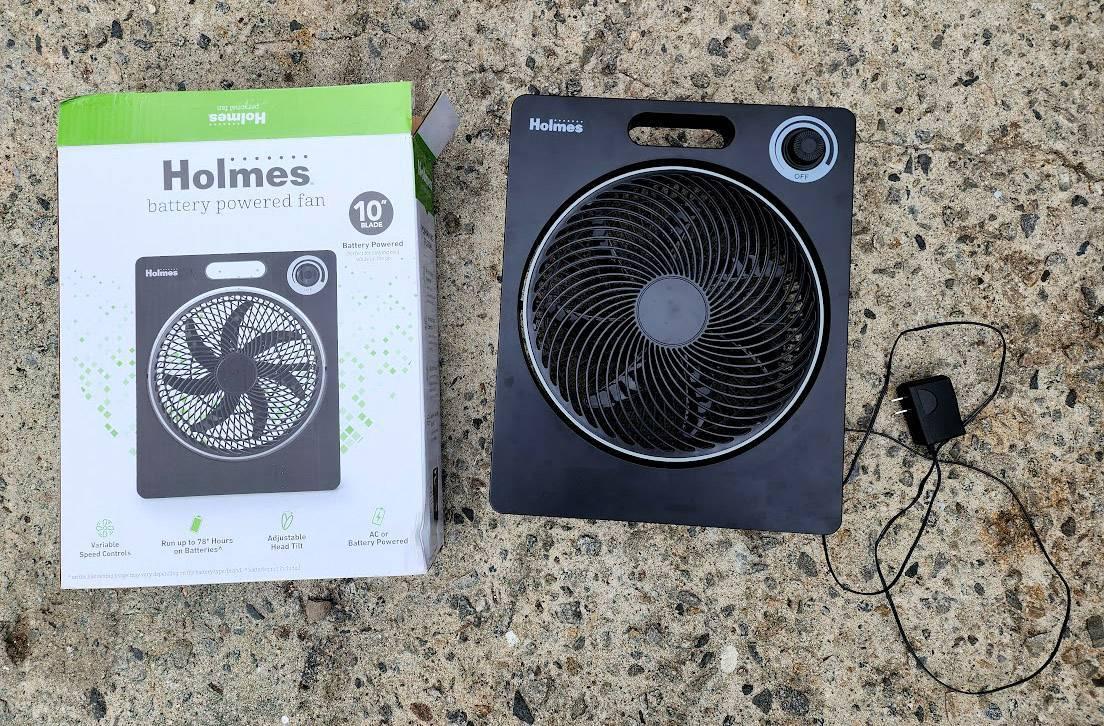 Holmes
personal fan
Holmes
battery powered fan
10"
BLADE
Battery Powered
Holmes
Variable
Speed Controls
Run up to 78* Hours
on Batteries^
Adjustable
Head Tilt
AC or
Battery Powered
Holmes
OFF